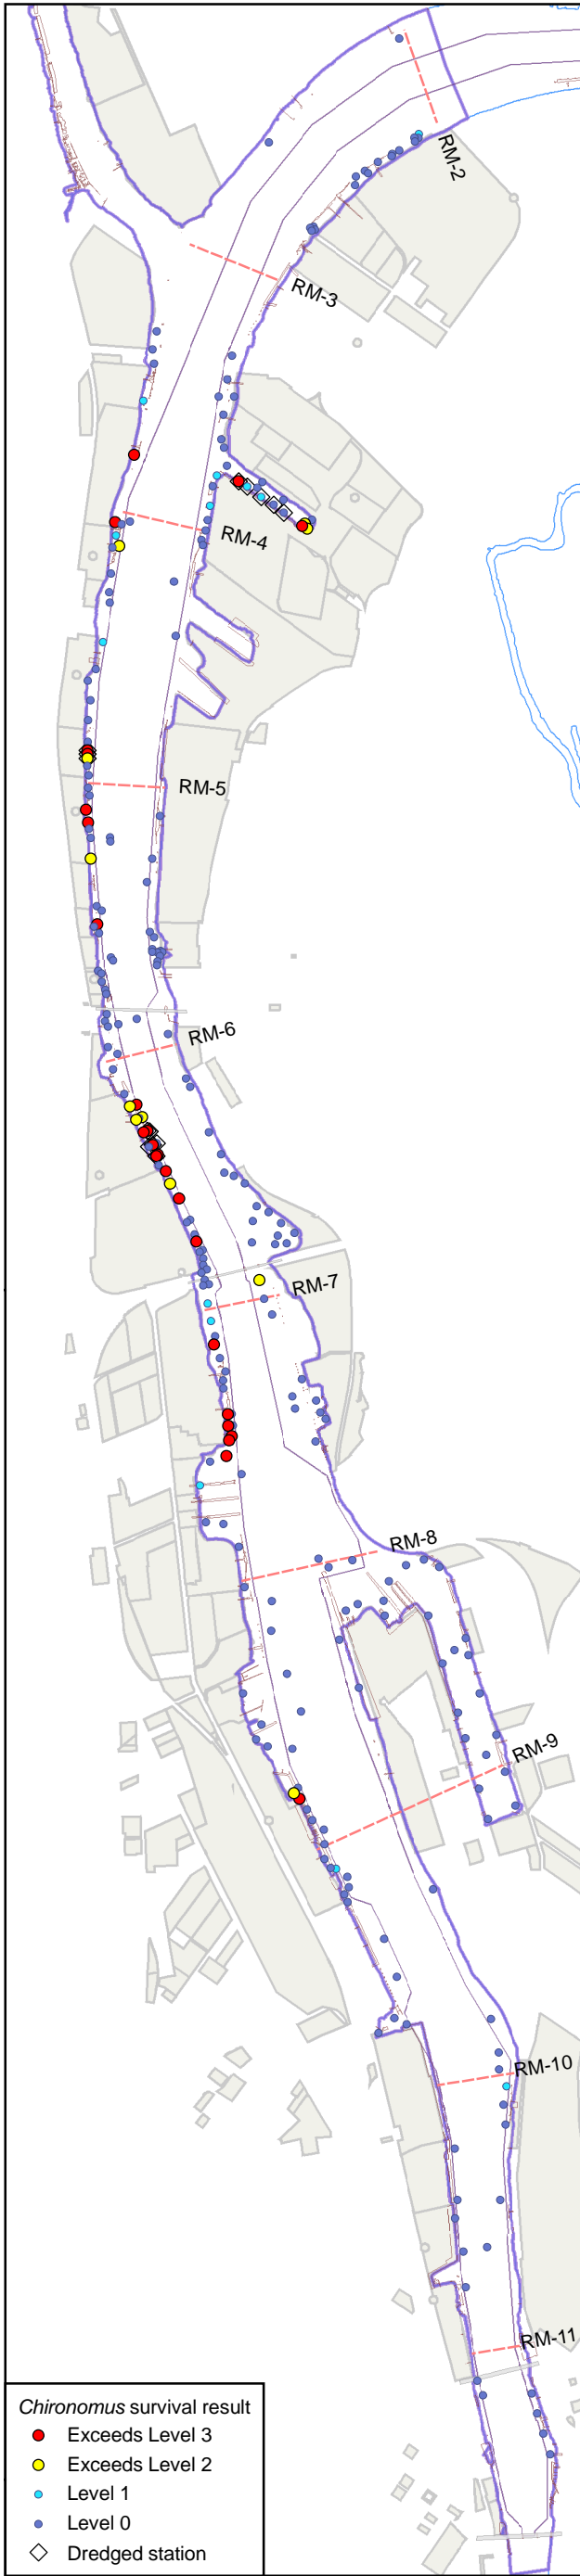 RM-2
RM-3
RM-4
RM-5
RM-6
RM-7
RM-8
RM-9
RM-10
RM-11
Chironomus survival result
Exceeds Level 3
Exceeds Level 2
Level 1
Level 0
Dredged station